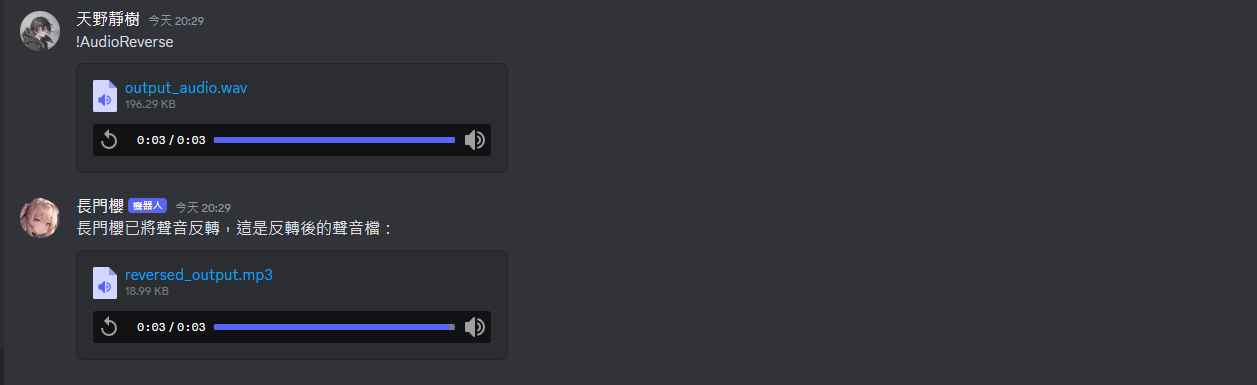 天野靜樹 今天 20:29
!AudioReverse
output_audio.wav
196.29 KB
0:03 / 0:03
長門櫻 機器人 今天 20:29
長門櫻已將聲音反轉，這是反轉後的聲音檔：
reversed_output.mp3
18.99 KB
0:03 / 0:03